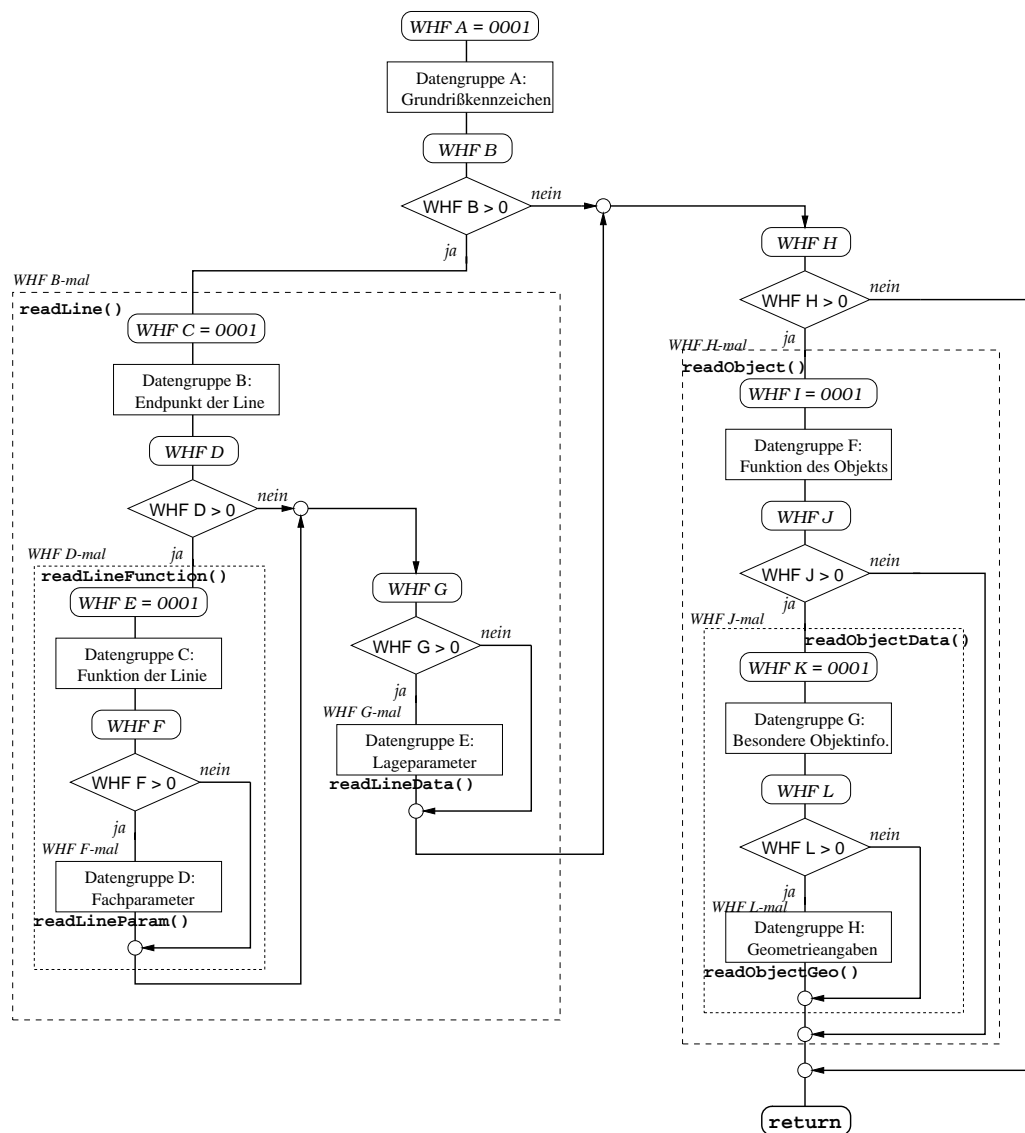 WHF A = 0001
Datengruppe A:
Grundrißkennzeichen
WHF B
WHF B > 0
nein
ja
WHF B-mal
readLine()
WHF C = 0001
Datengruppe B:
Endpunkt der Line
WHF D
WHF D > 0
nein
ja
WHF D-mal
readLineFunction()
WHF E = 0001
Datengruppe C:
Funktion der Linie
WHF F
WHF F > 0
nein
ja
WHF F-mal
Datengruppe D:
Fachparameter
readLineParam()
WHF G
WHF G > 0
nein
ja
WHF G-mal
Datengruppe E:
Lageparameter
readLineData()
WHF H
WHF H > 0
nein
ja
WHF H-mal
readObject()
WHF I = 0001
Datengruppe F:
Funktion des Objekts
WHF J
WHF J > 0
nein
ja
WHF J-mal
readObjectData()
WHF K = 0001
Datengruppe G:
Besondere Objektinfo.
WHF L
WHF L > 0
nein
ja
WHF L-mal
Datengruppe H:
Geometrieangaben
readObjectGeo()
return